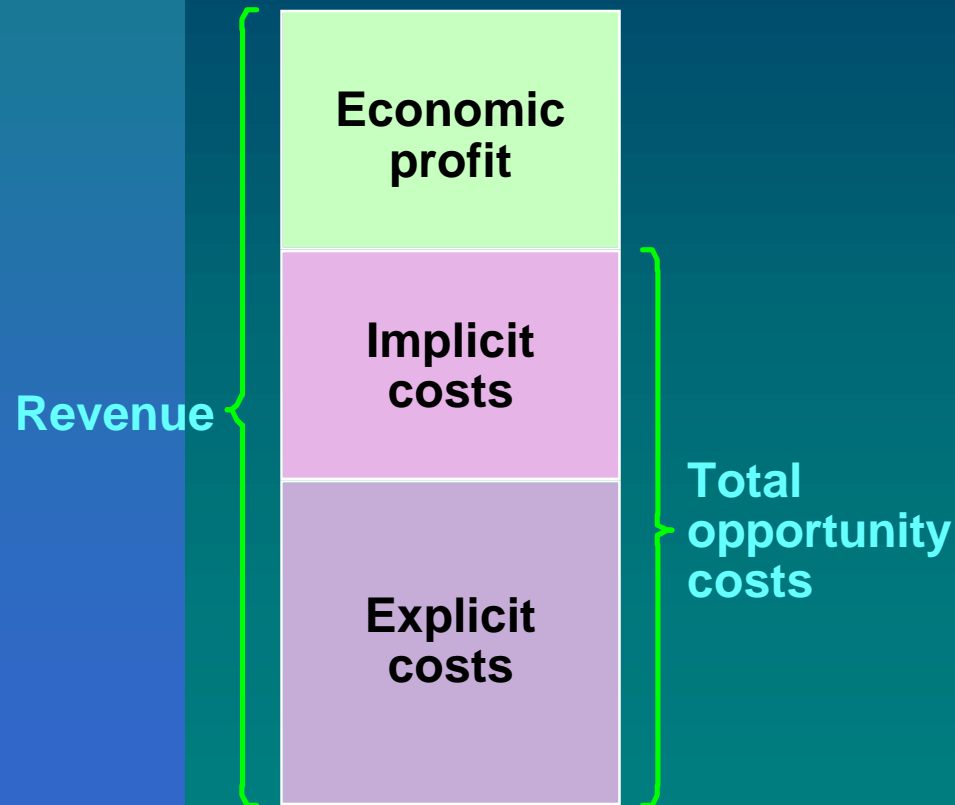 Economic
profit
Implicit
costs
Revenue
Total
opportunity
costs
Explicit
costs